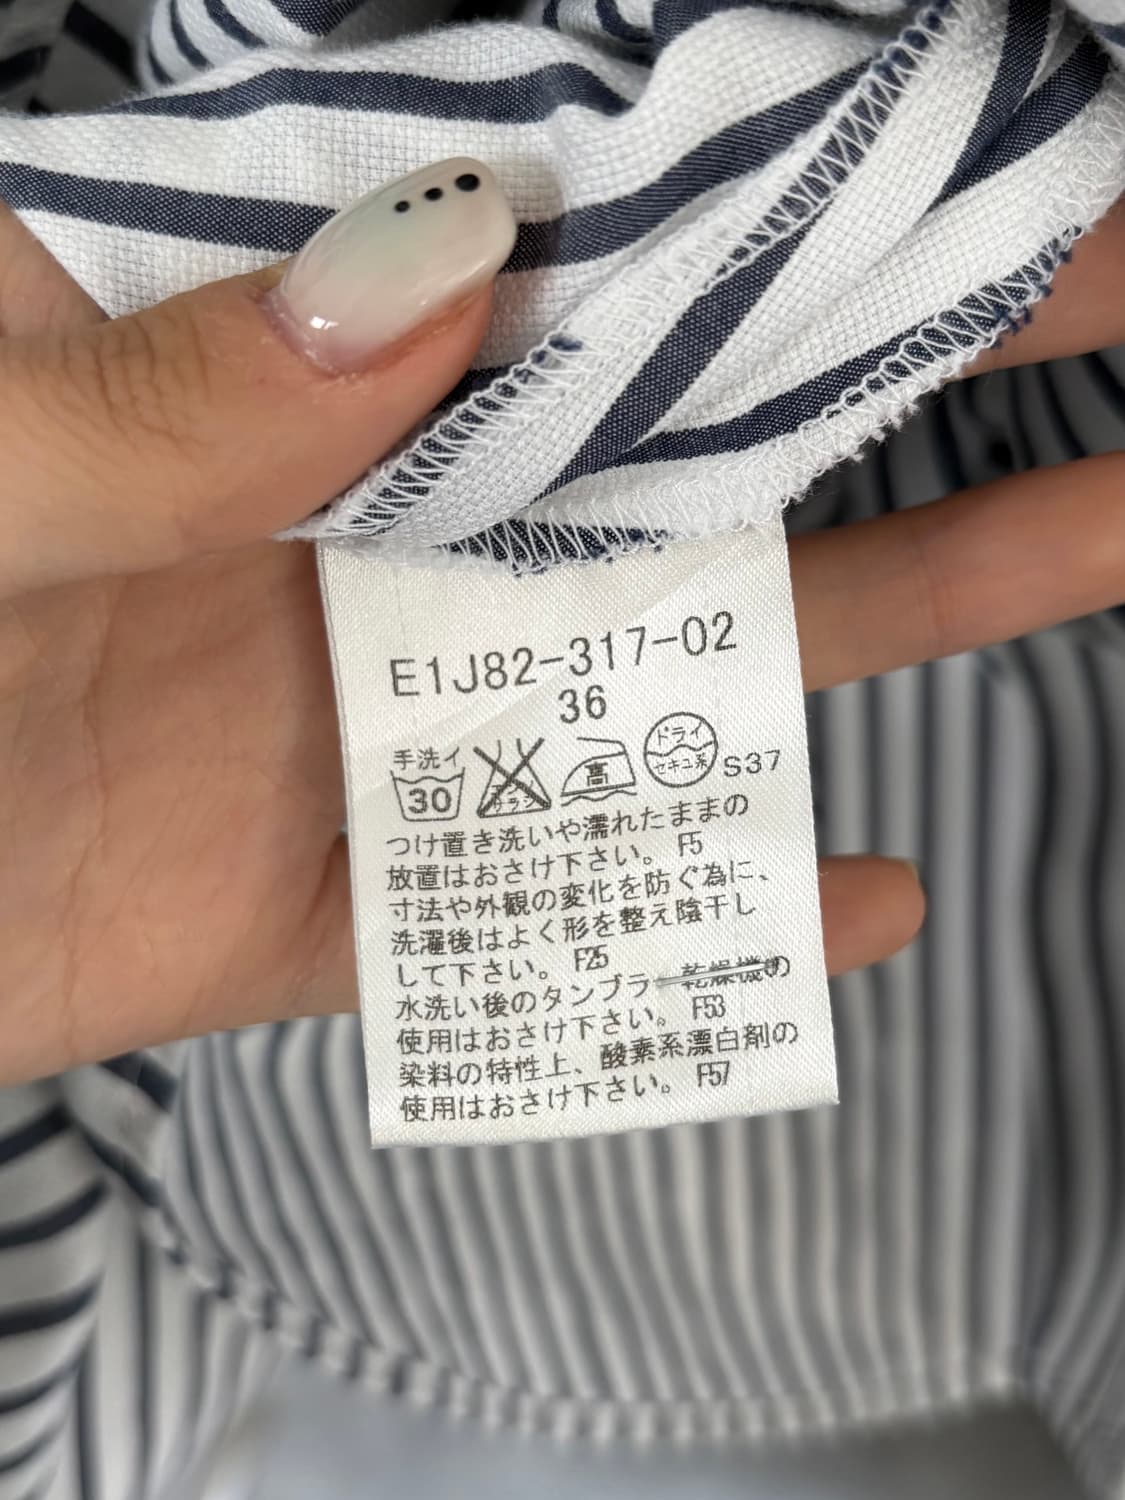 E1J82-317-02
36
手洗イ
30
エンソ
サラシ
高
ドライ
セキユ系
S37
つけ置き洗いや濡れたままの
放置はおさけ下さい。 F5
寸法や外観の変化を防ぐ為に、
洗濯後はよく形を整え陰干し
して下さい。 F25
水洗い後のタンブラー乾燥機の
使用はおさけ下さい。 F53
染料の特性上、酸素系漂白剤の
使用はおさけ下さい。 F57